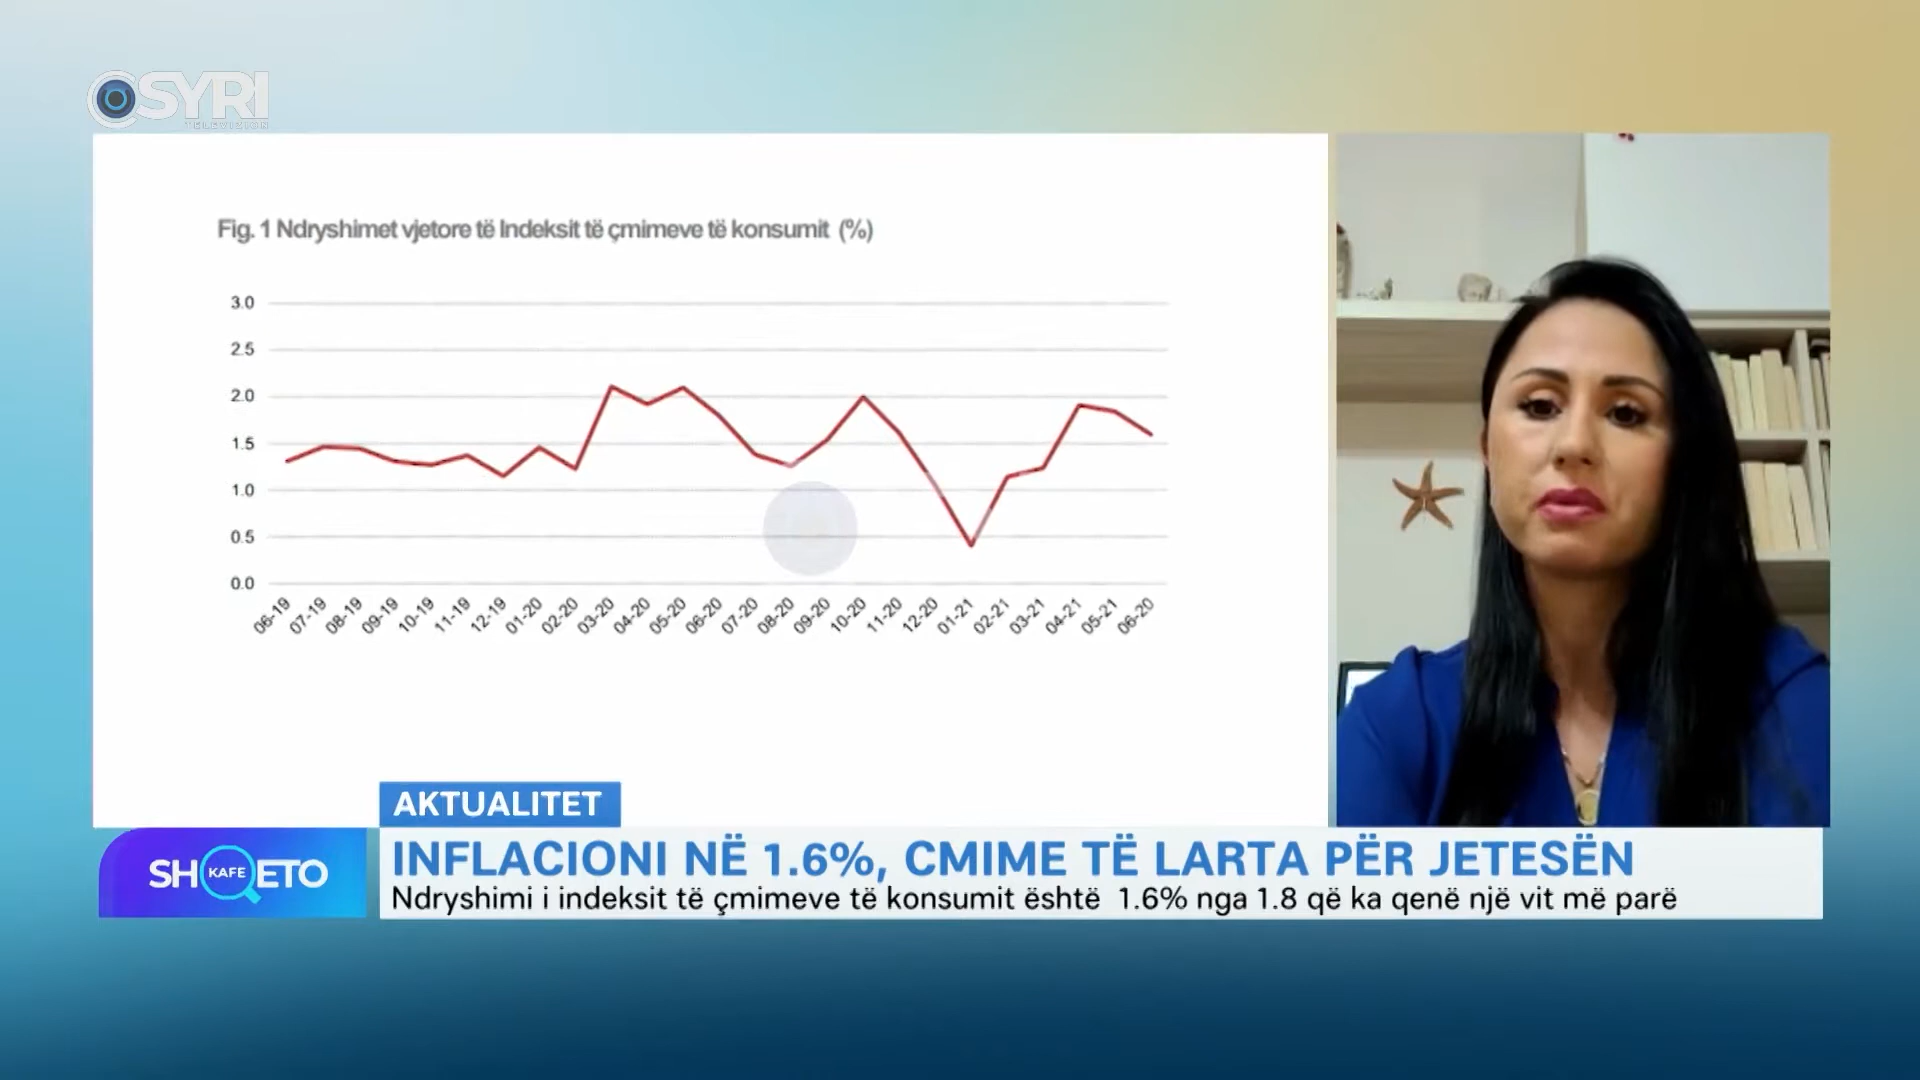 SYRI
TELEVIZION
Fig. 1 Ndryshimet vjetore të Indeksit të çmimeve të konsumit (%)
3.0
2.5
2.0
1.5
1.0
0.5
0.0
06-19 07-19 08-19 09-19 10-19 11-19 12-19 01-20 02-20 03-20 04-20 05-20 06-20 07-20 08-20 09-20 10-20 11-20 12-20 01-21 02-21 03-21 04-21 05-21 06-20
AKTUALITET
SHQETO
KAFE
INFLACIONI NË 1.6%, CMIME TË LARTA PËR JETESËN
Ndryshimi i indeksit të çmimeve të konsumit është 1.6% nga 1.8 që ka qenë një vit më parë